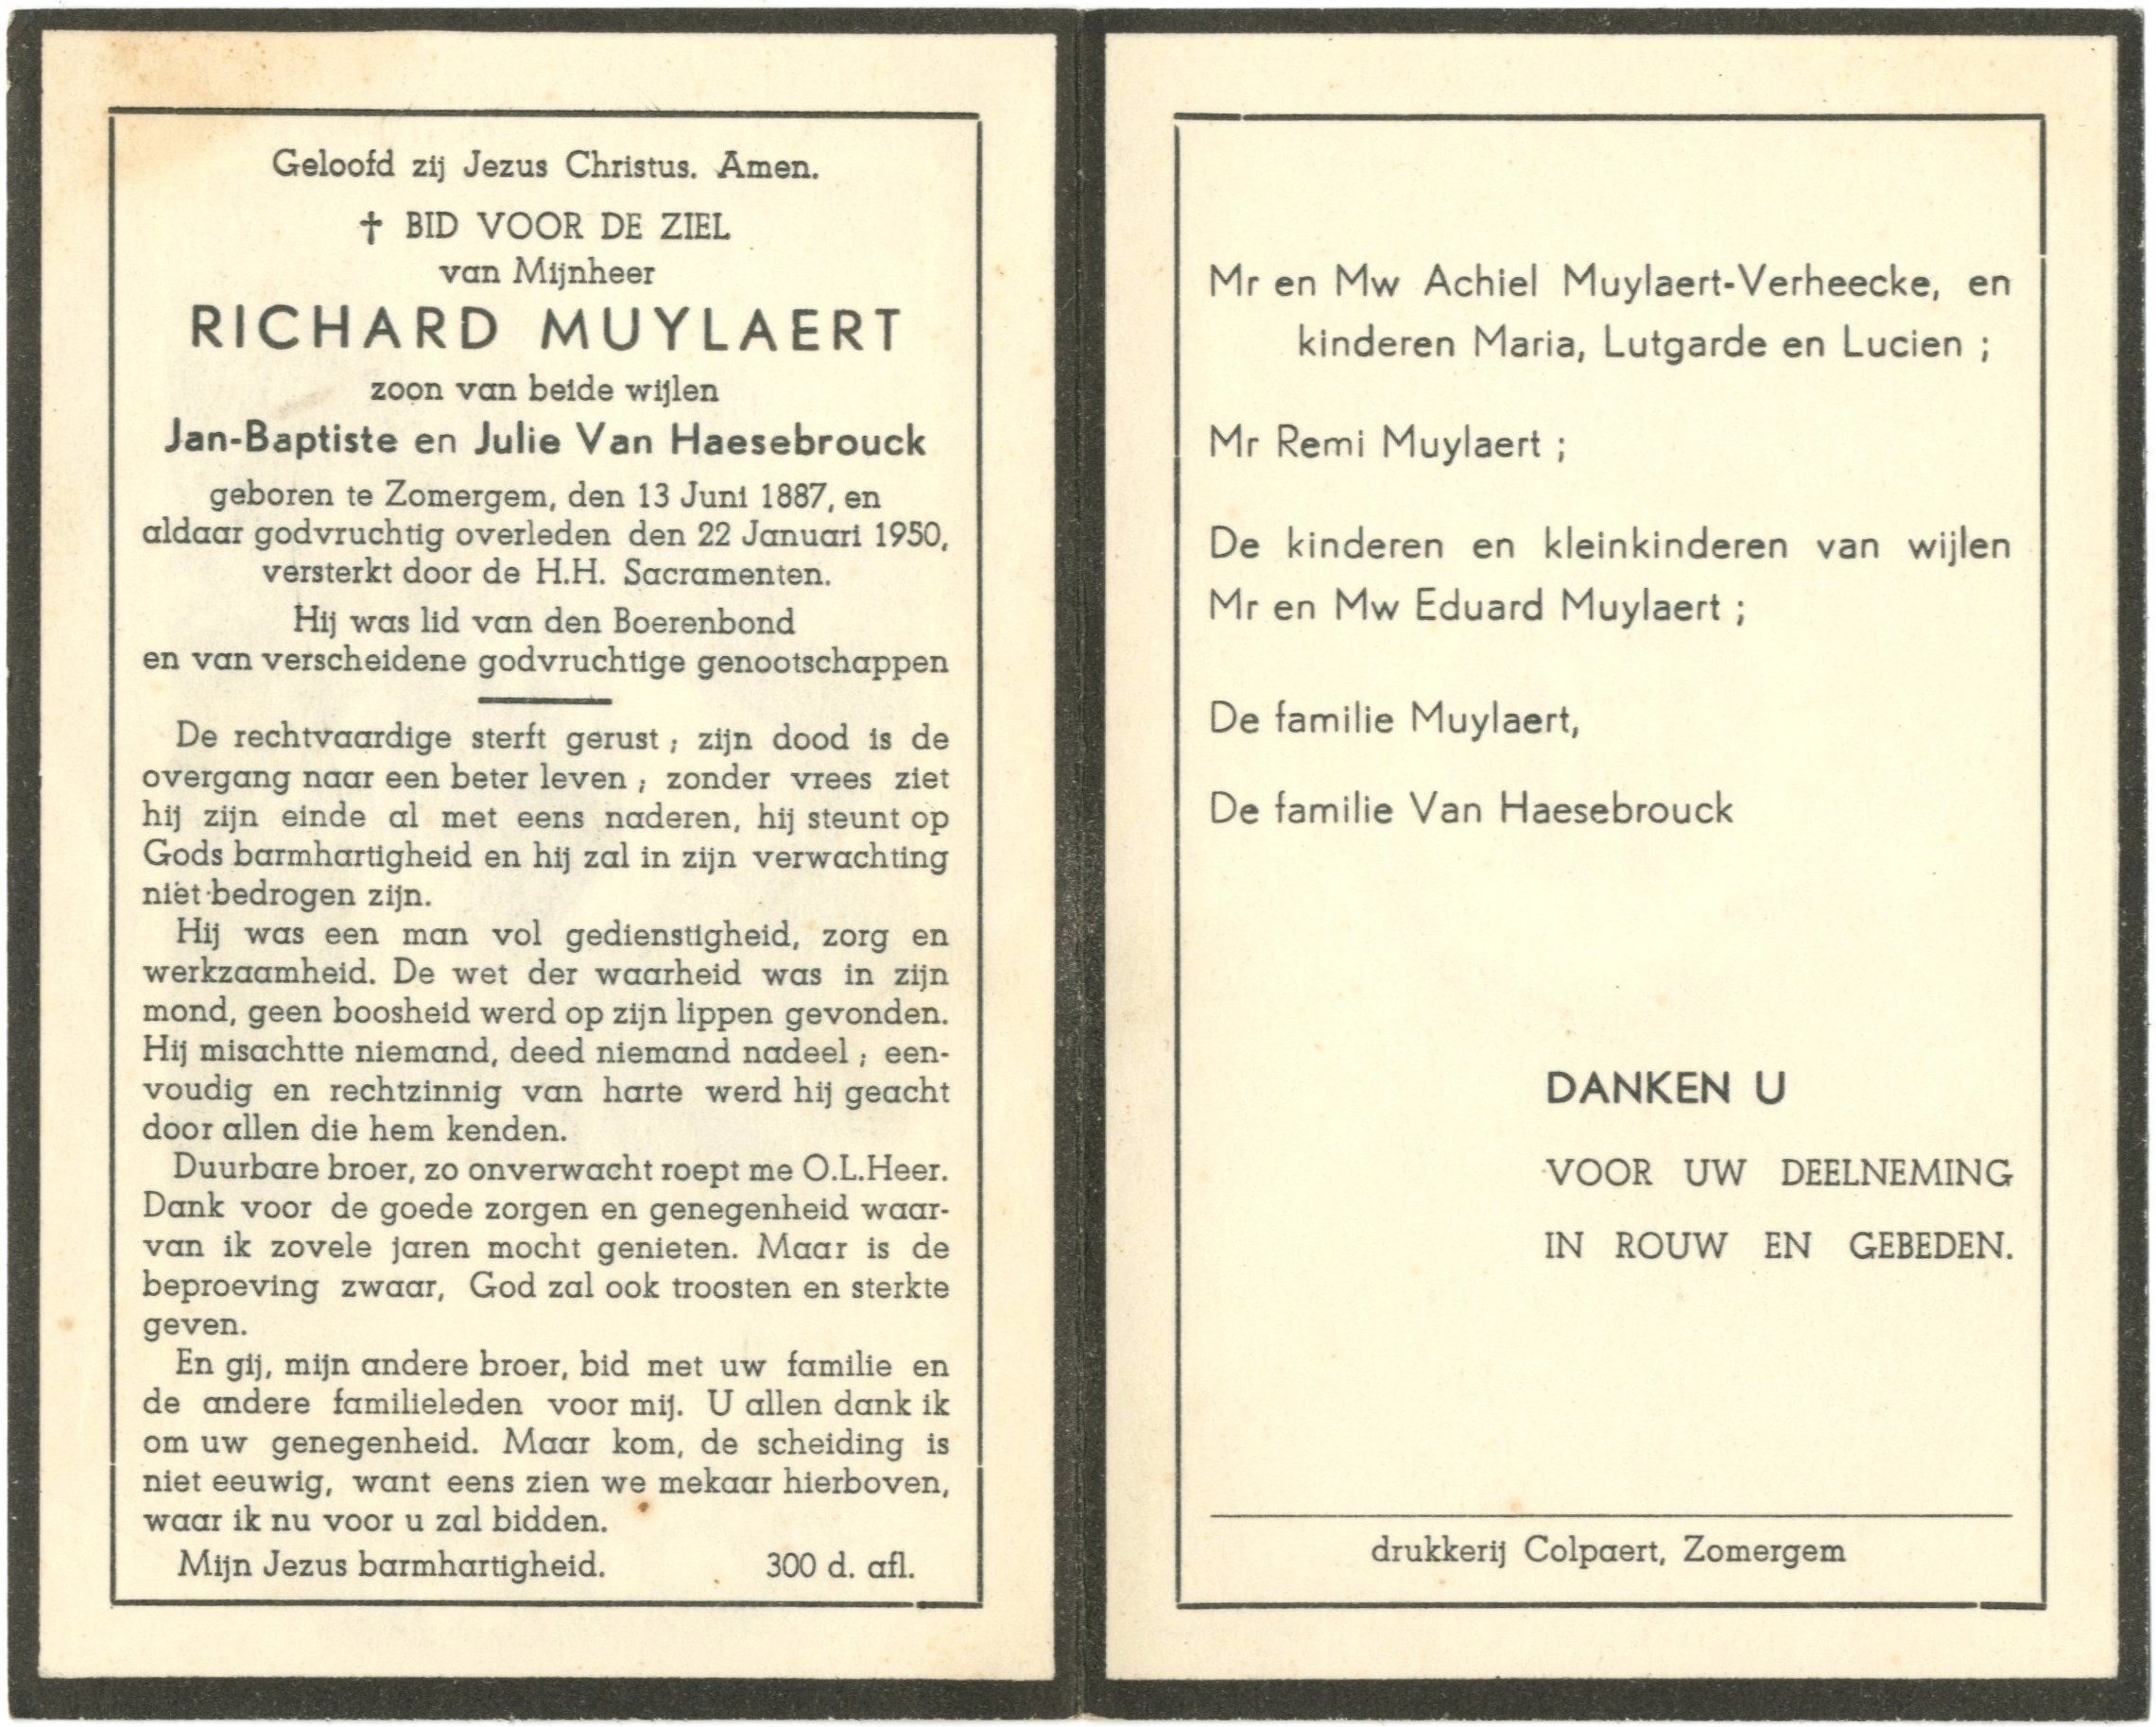 Geloofd zij Jezus Christus. Amen.
† BID VOOR DE ZIEL
van Mijnheer
RICHARD MUYLAERT
zoon van beide wijlen
Jan-Baptiste en Julie Van Haesebrouck
geboren te Zomergem, den 13 Juni 1887, en
aldaar godvruchtig overleden den 22 Januari 1950,
versterkt door de H.H. Sacramenten.
Hij was lid van den Boerenbond
en van verscheidene godvruchtige genootschappen
De rechtvaardige sterft gerust ; zijn dood is de
overgang naar een beter leven ; zonder vrees ziet
hij zijn einde al met eens naderen, hij steunt op
Gods barmhartigheid en hij zal in zijn verwachting
niet bedrogen zijn.
Hij was een man vol gedienstigheid, zorg en
werkzaamheid. De wet der waarheid was in zijn
mond, geen boosheid werd op zijn lippen gevonden.
Hij misachtte niemand, deed niemand nadeel ; een-
voudig en rechtzinnig van harte werd hij geacht
door allen die hem kenden.
Duurbare broer, zo onverwacht roept me O.L.Heer.
Dank voor de goede zorgen en genegenheid waar-
van ik zovele jaren mocht genieten. Maar is de
beproeving zwaar, God zal ook troosten en sterkte
geven.
En gij, mijn andere broer, bid met uw familie en
de andere familieleden voor mij. U allen dank ik
om uw genegenheid. Maar kom, de scheiding is
niet eeuwig, want eens zien we mekaar hierboven,
waar ik nu voor u zal bidden.
Mijn Jezus barmhartigheid. 300 d. afl.
Mr en Mw Achiel Muylaert-Verheecke, en
kinderen Maria, Lutgarde en Lucien ;
Mr Remi Muylaert ;
De kinderen en kleinkinderen van wijlen
Mr en Mw Eduard Muylaert ;
De familie Muylaert,
De familie Van Haesebrouck
DANKEN U
VOOR UW DEELNEMING
IN ROUW EN GEBEDEN.
drukkerij Colpaert, Zomergem